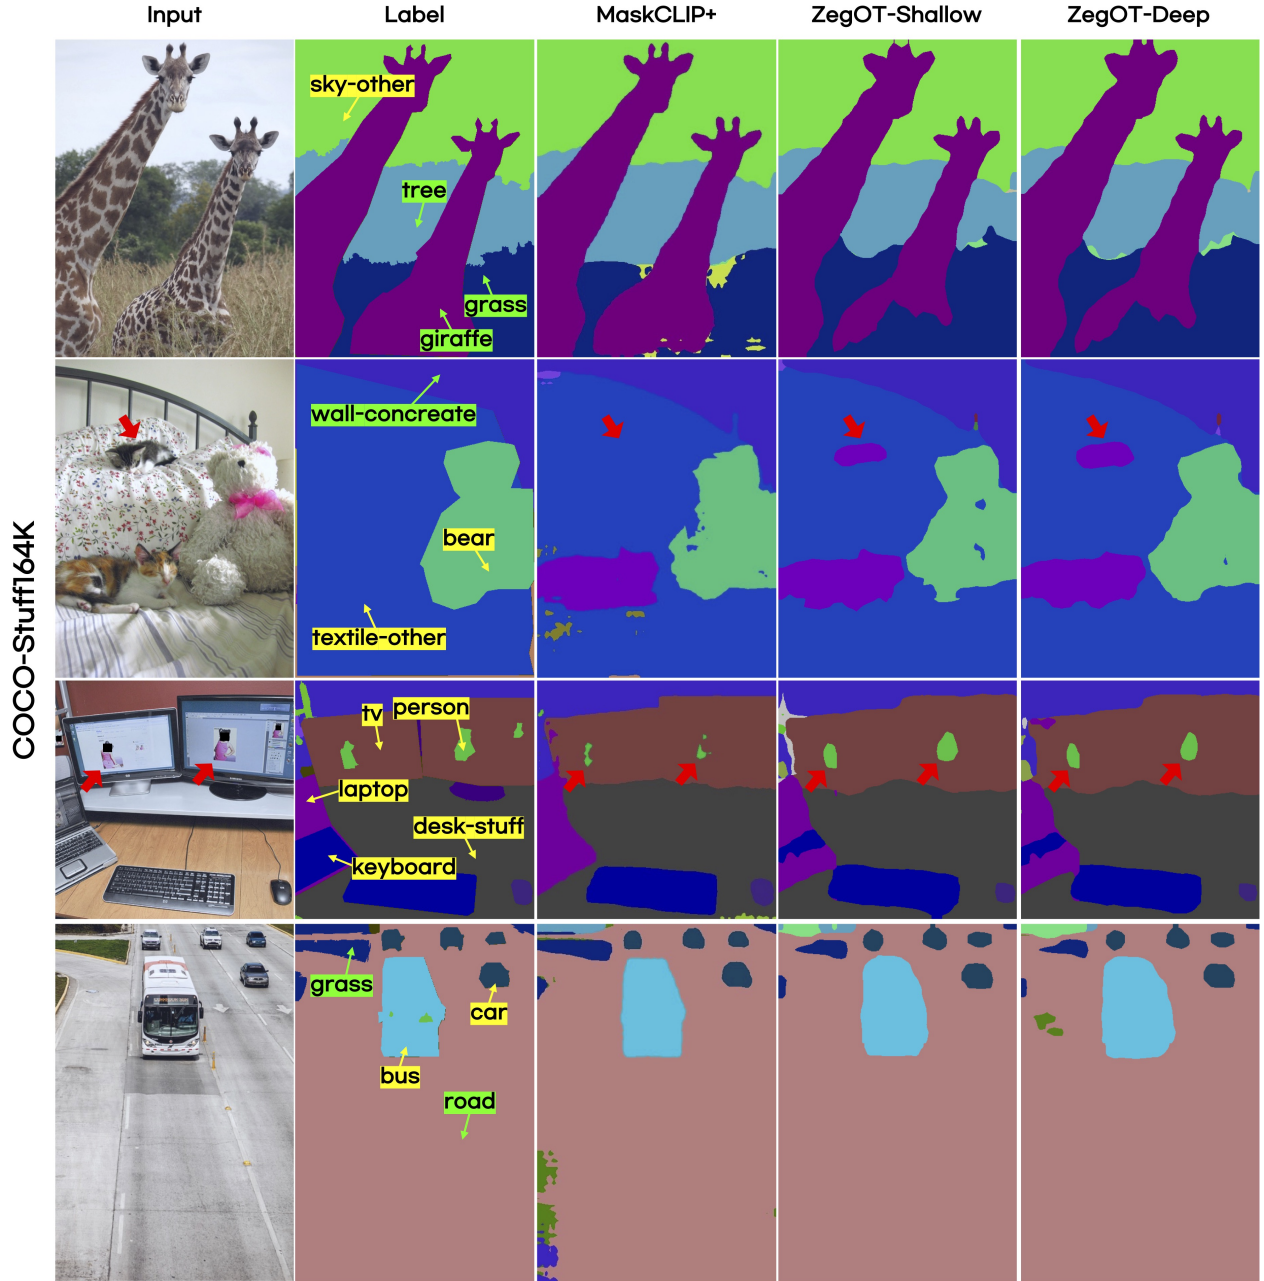 Input
Label
MaskCLIP+
ZegOT-Shallow
ZegOT-Deep
COCO-Stuff164K
sky-other
tree
grass
giraffe
wall-concreate
bear
textile-other
tv
person
laptop
desk-stuff
keyboard
grass
car
bus
road